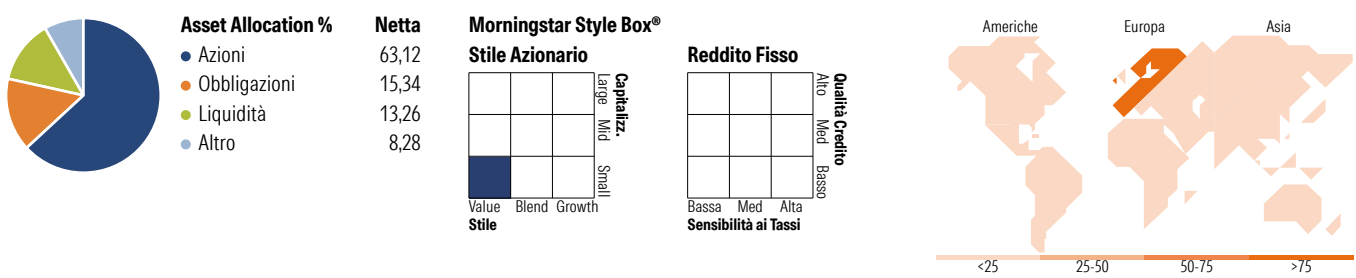 Asset Allocation % Netta
Azioni 63,12
Obbligazioni 15,34
Liquidità 13,26
Altro 8,28
Morningstar Style Box®
Stile Azionario
Large Mid Small
Capitalizz.
Value Blend Growth
Stile
Reddito Fisso
Alto Med Basso
Qualità Credito
Bassa Med Alta
Sensibilità ai Tassi
Americhe Europa Asia
<25 25-50 50-75 >75